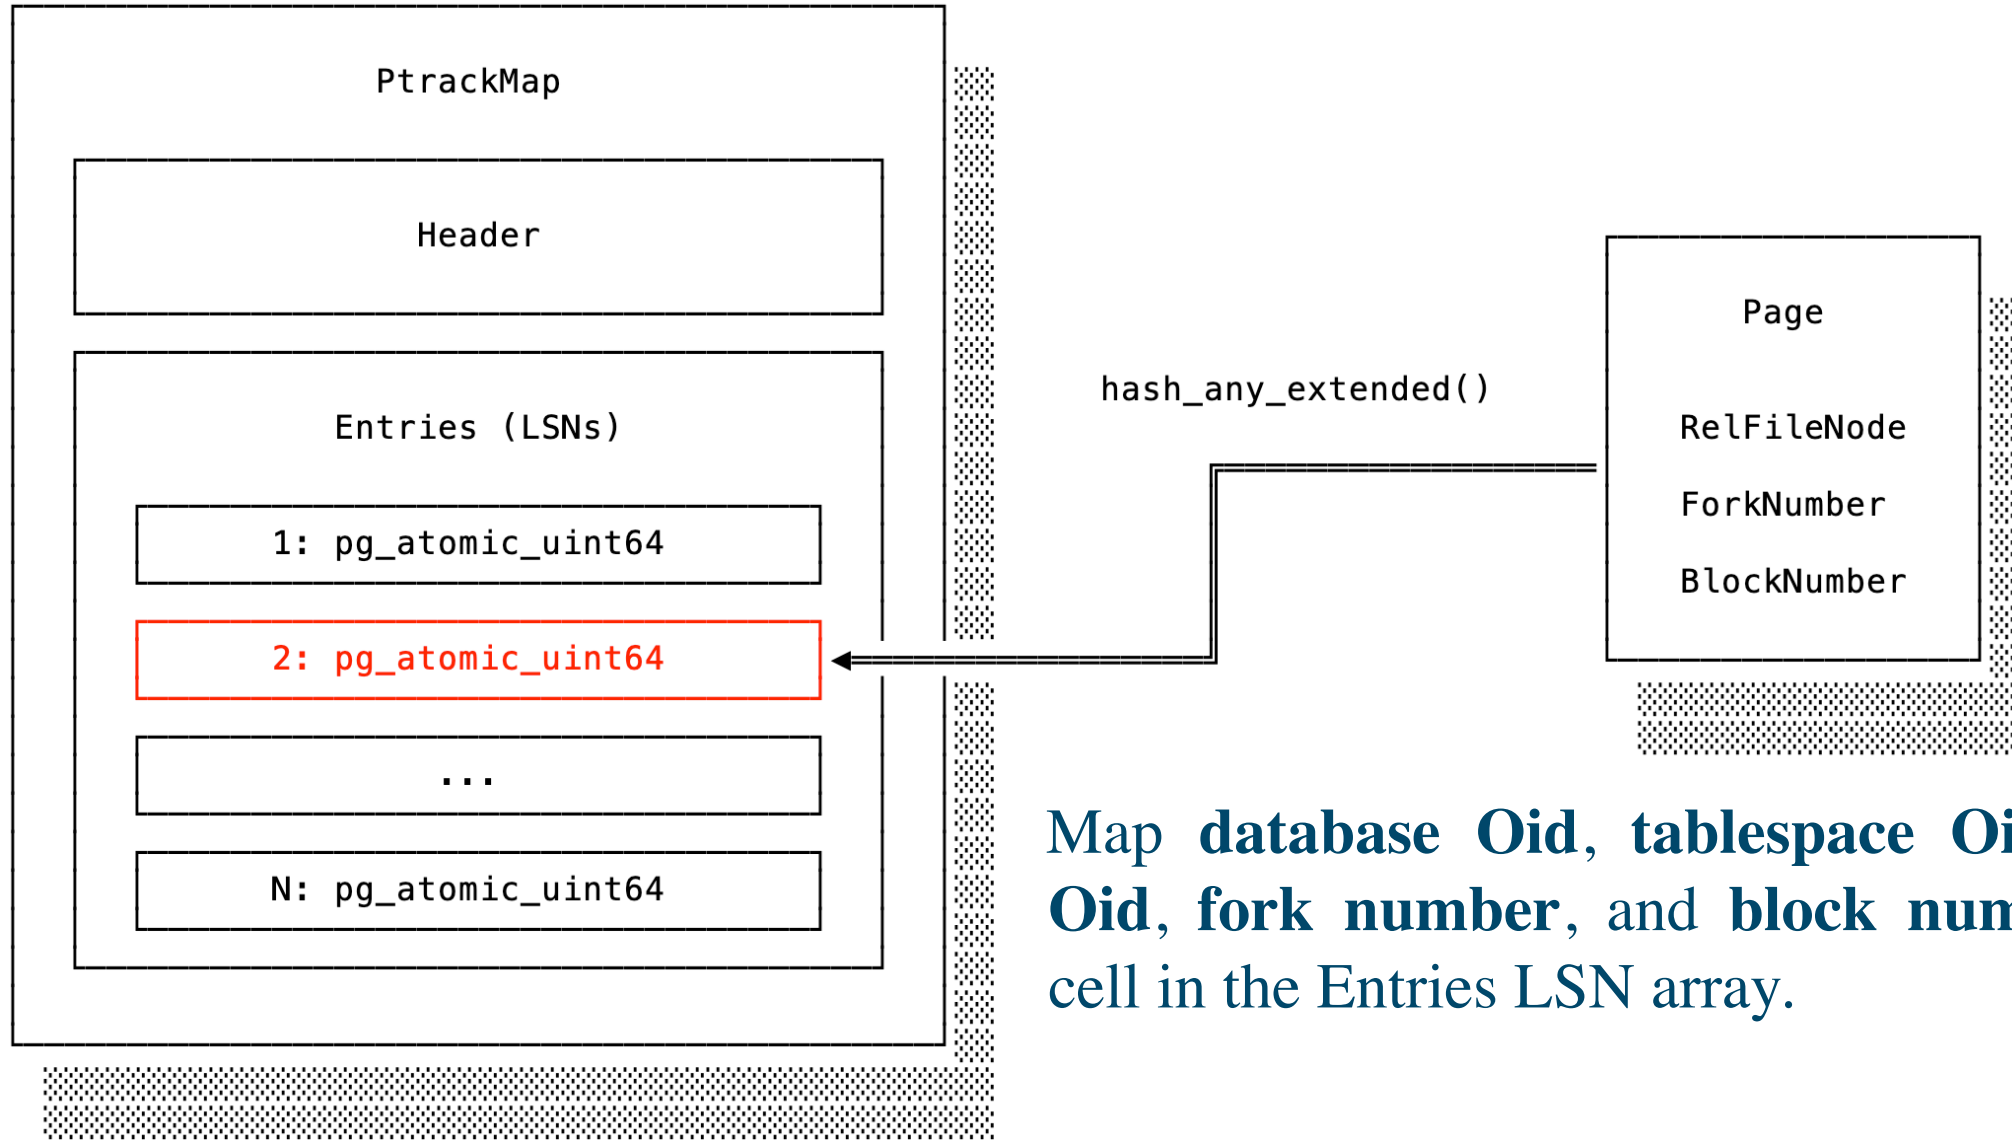 PtrackMap
Header
Entries (LSNs)
1: pg_atomic_uint64
2: pg_atomic_uint64
...
N: pg_atomic_uint64
hash_any_extended()
Page
RelFileNode
ForkNumber
BlockNumber
Map database Oid, tablespace
Oid, fork number, and block
cell in the Entries LSN array.